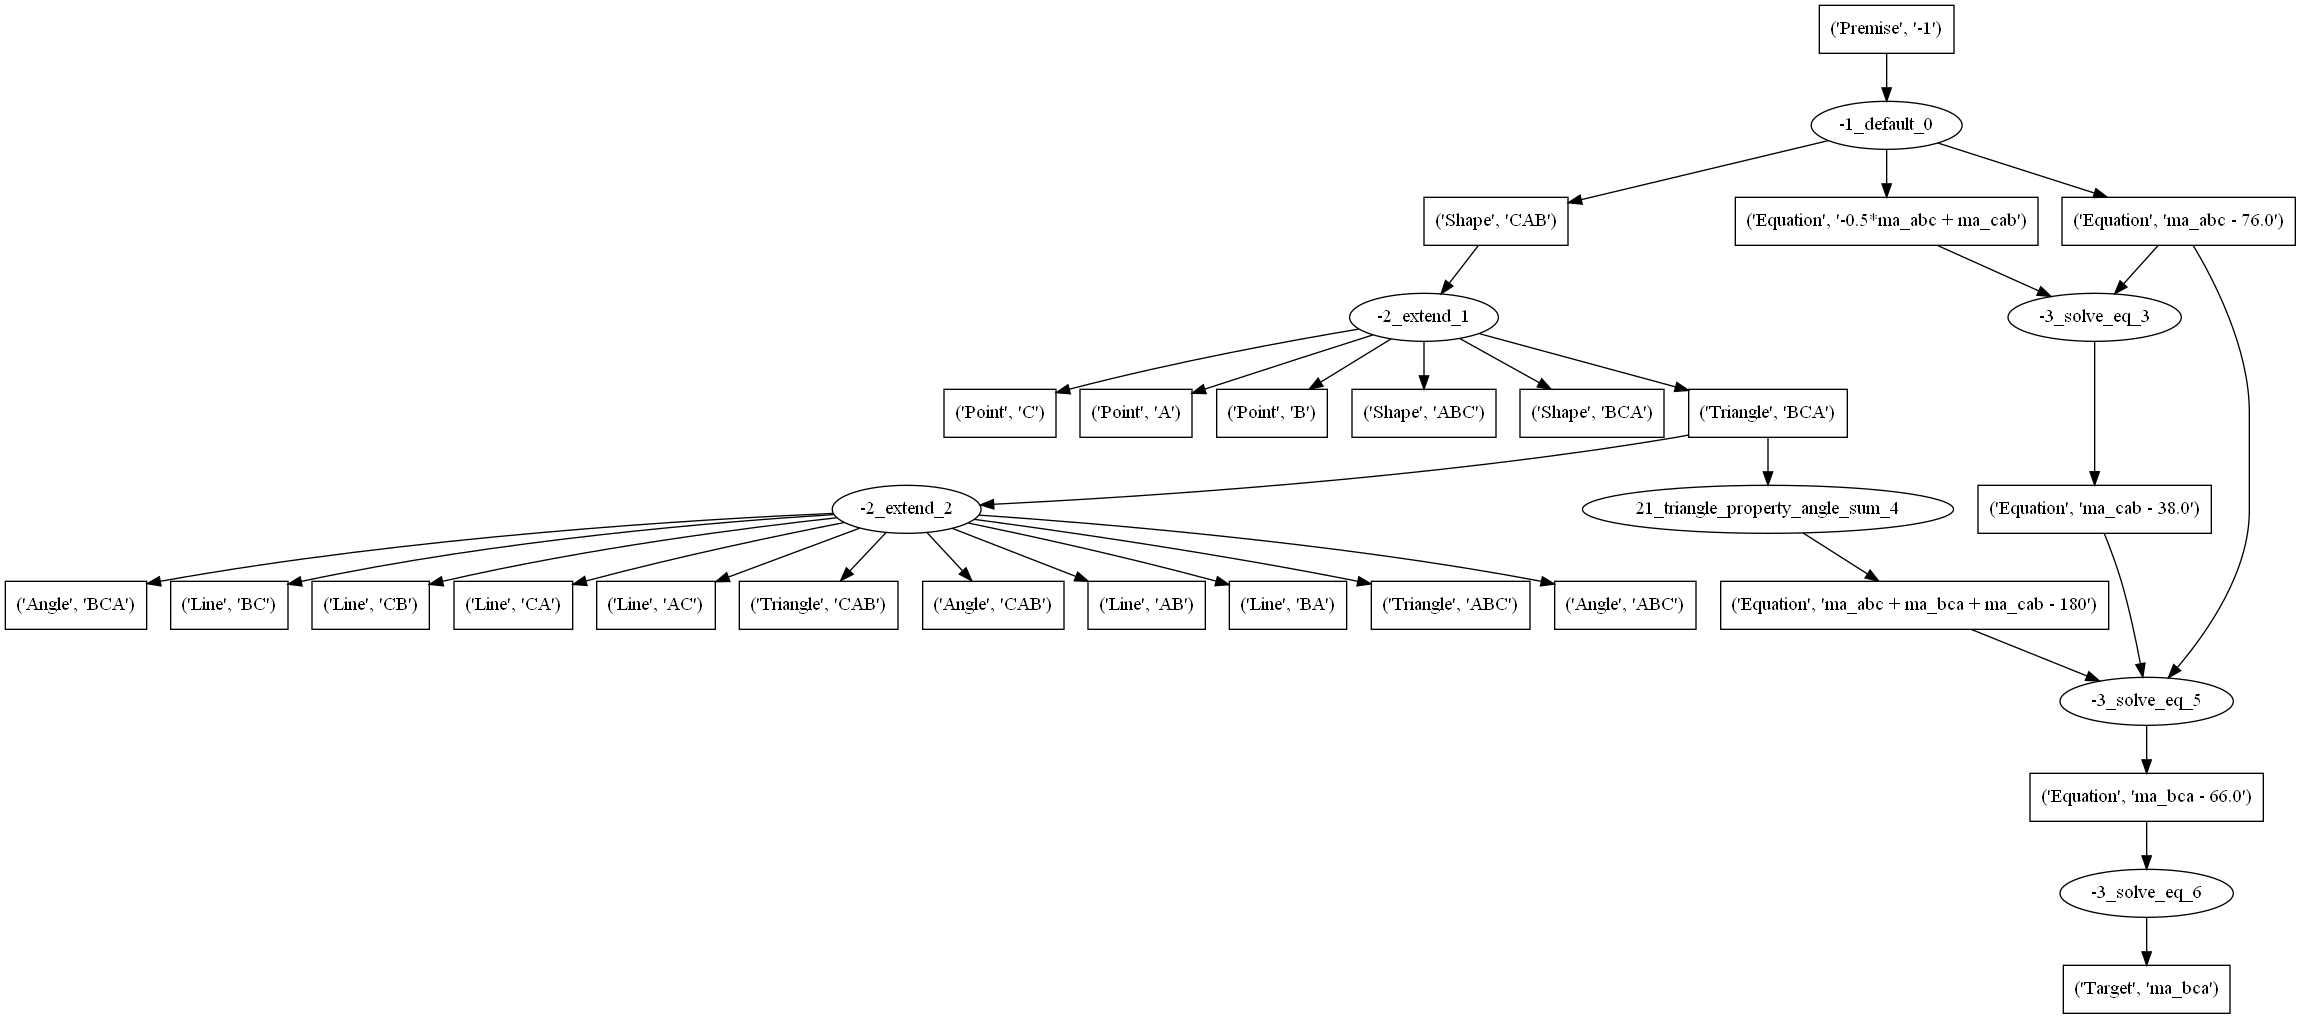 ('Premise', '-1')
-1_default_0
('Shape', 'CAB')
('Equation', '-0.5*ma_abc + ma_cab')
('Equation', 'ma_abc - 76.0')
-2_extend_1
-3_solve_eq_3
('Point', 'C')
('Point', 'A')
('Point', 'B')
('Shape', 'ABC')
('Shape', 'BCA')
('Triangle', 'BCA')
-2_extend_2
21_triangle_property_angle_sum_4
('Equation', 'ma_cab - 38.0')
('Angle', 'BCA')
('Line', 'BC')
('Line', 'CB')
('Line', 'CA')
('Line', 'AC')
('Triangle', 'CAB')
('Angle', 'CAB')
('Line', 'AB')
('Line', 'BA')
('Triangle', 'ABC')
('Angle', 'ABC')
('Equation', 'ma_abc + ma_bca + ma_cab - 180')
-3_solve_eq_5
('Equation', 'ma_bca - 66.0')
-3_solve_eq_6
('Target', 'ma_bca')